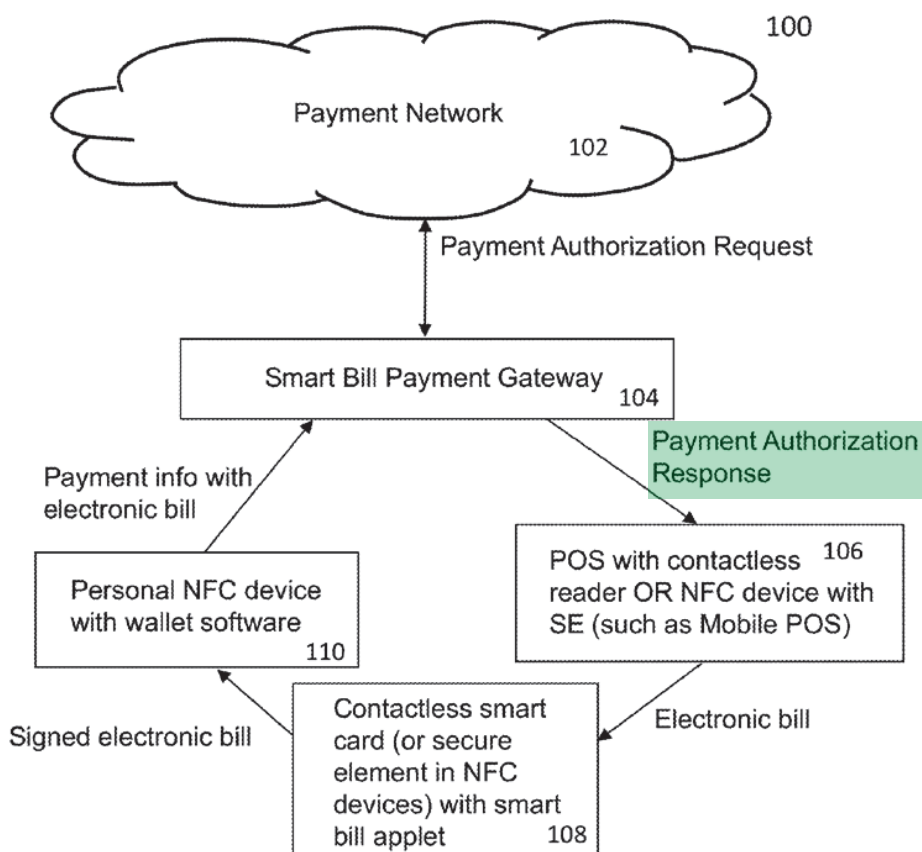 100
Payment Network
102
Payment Authorization Request
Smart Bill Payment Gateway
104
Payment Authorization
Response
Payment info with
electronic bill
POS with contactless 106
reader OR NFC device with
SE (such as Mobile POS)
Personal NFC device
with wallet software
110
Electronic bill
Signed electronic bill
Contactless smart
card (or secure
element in NFC
devices) with smart
bill applet
108